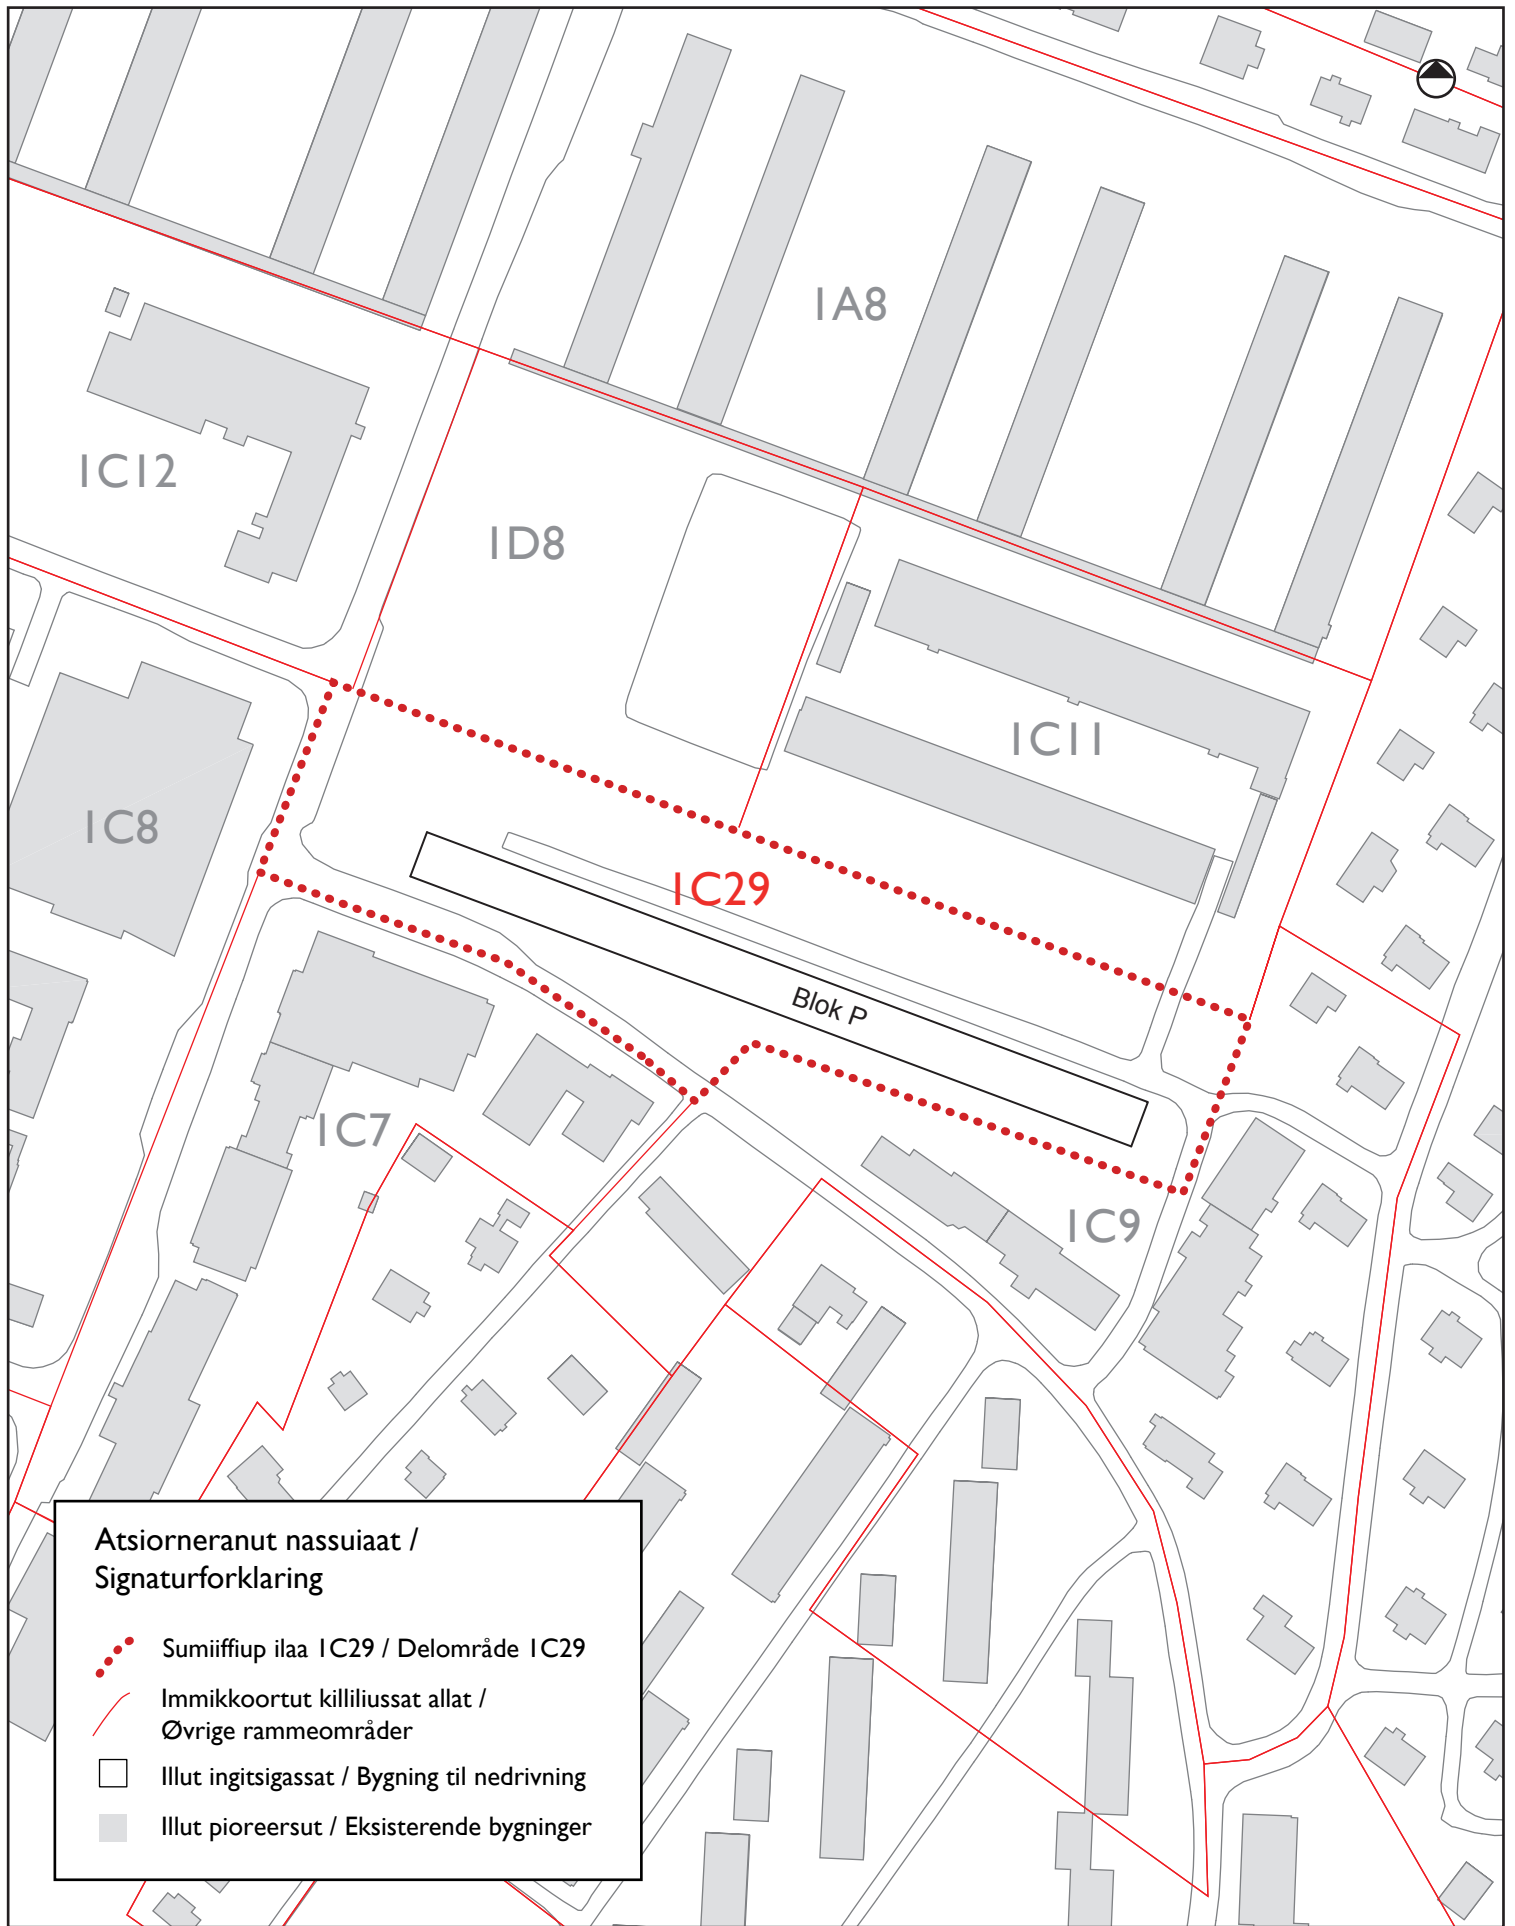 1A8
1C12
1D8
1C11
1C8
1C29
Blok P
1C7
1C9
Atsiorneranut nassuiaat /
Signaturforklaring
Sumiiffiup ilaa 1C29 / Delområde 1C29
Immikkoortut killiliussat allat /
Øvrige rammeområder
Illut ingitsigassat / Bygning til nedrivning
Illut pioreersut / Eksisterende bygninger